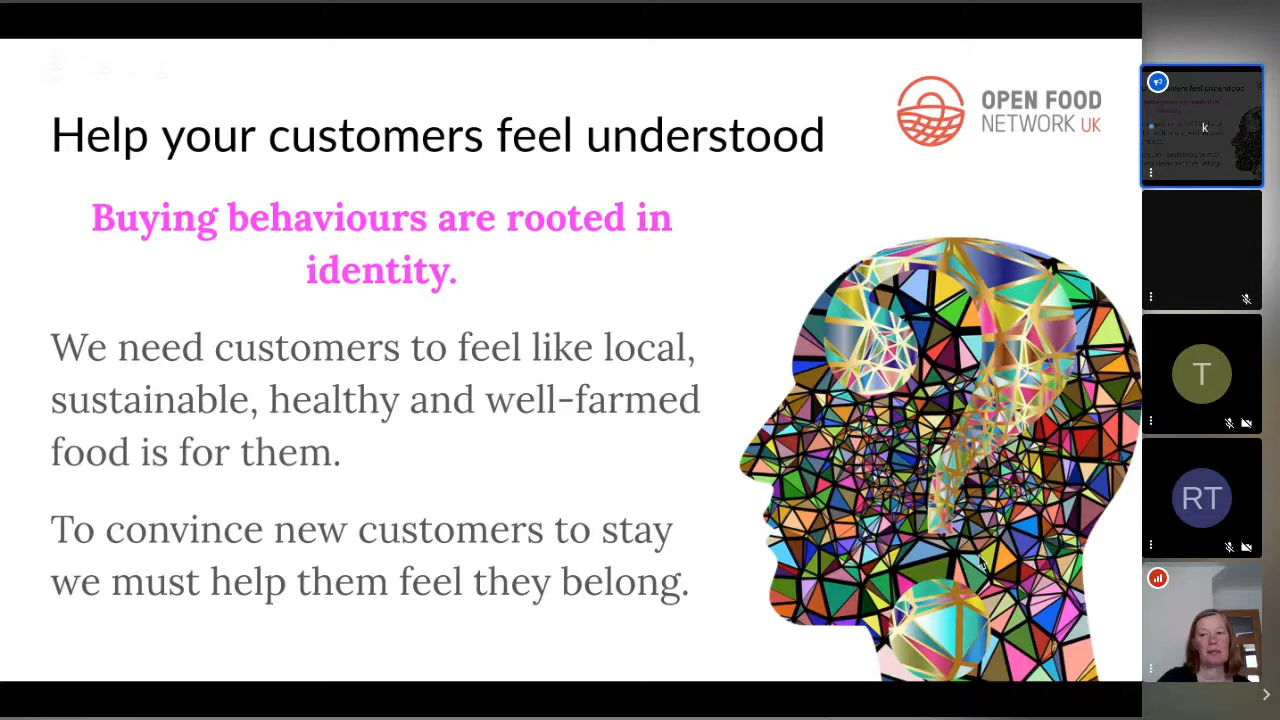 Help your customers feel understood
OPEN FOOD
NETWORK UK
Buying behaviours are rooted in
identity.
We need customers to feel like local,
sustainable, healthy and well-farmed
food is for them.
To convince new customers to stay
we must help them feel they belong.
k
T
RT